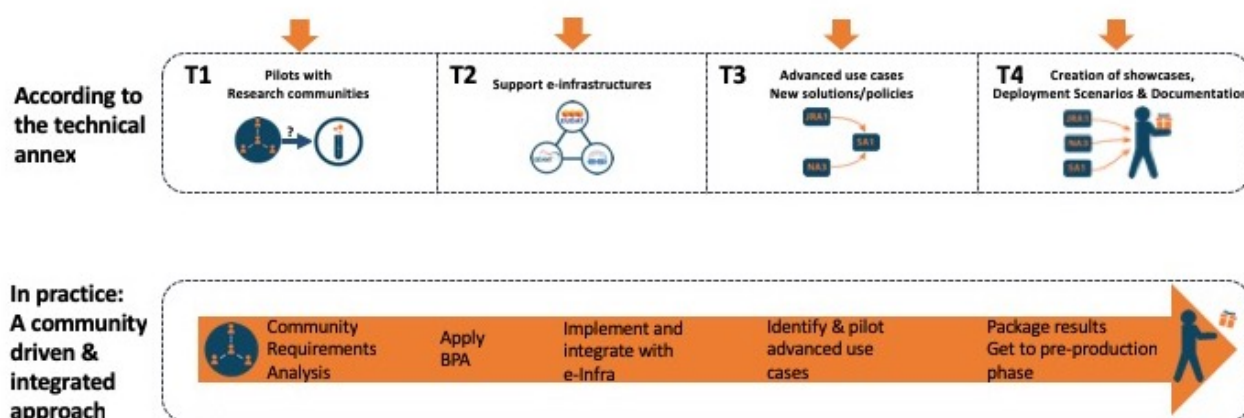 According to
the technical
annex
T1
Pilots with
Research communities
?
T2
Support e-infrastructures
EUDAT
T3
Advanced use cases
New solutions/policies
JRA1
SA1
NA3
T4
Creation of showcases,
Deployment Scenarios & Documentation
JRA1
NA3
SA1
In practice:
A community
driven &
integrated
approach
Community
Requirements
Analysis
Apply
BPA
Implement and
integrate with
e-Infra
Identify & pilot
advanced use
cases
Package results
Get to pre-production
phase